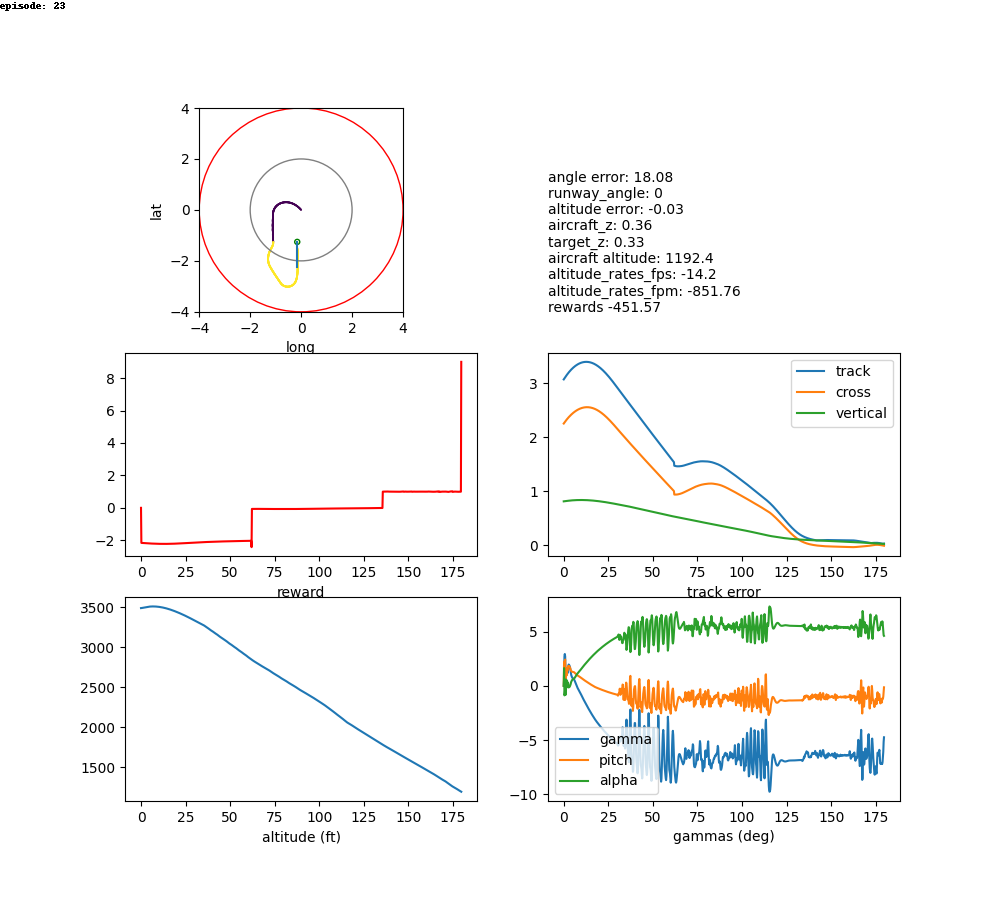 episode: 23
4
2
0
−2
−4
lat
−4 −2 0 2 4
long
angle error: 18.08
runway_angle: 0
altitude error: -0.03
aircraft_z: 0.36
target_z: 0.33
aircraft altitude: 1192.4
altitude_rates_fps: -14.2
altitude_rates_fpm: -851.76
rewards -451.57
8
6
4
2
0
−2
0 25 50 75 100 125 150 175
reward
3
2
1
0
track
cross
vertical
0 25 50 75 100 125 150 175
track error
3500
3000
2500
2000
1500
0 25 50 75 100 125 150 175
altitude (ft)
5
0
−5
−10
gamma
pitch
alpha
0 25 50 75 100 125 150 175
gammas (deg)